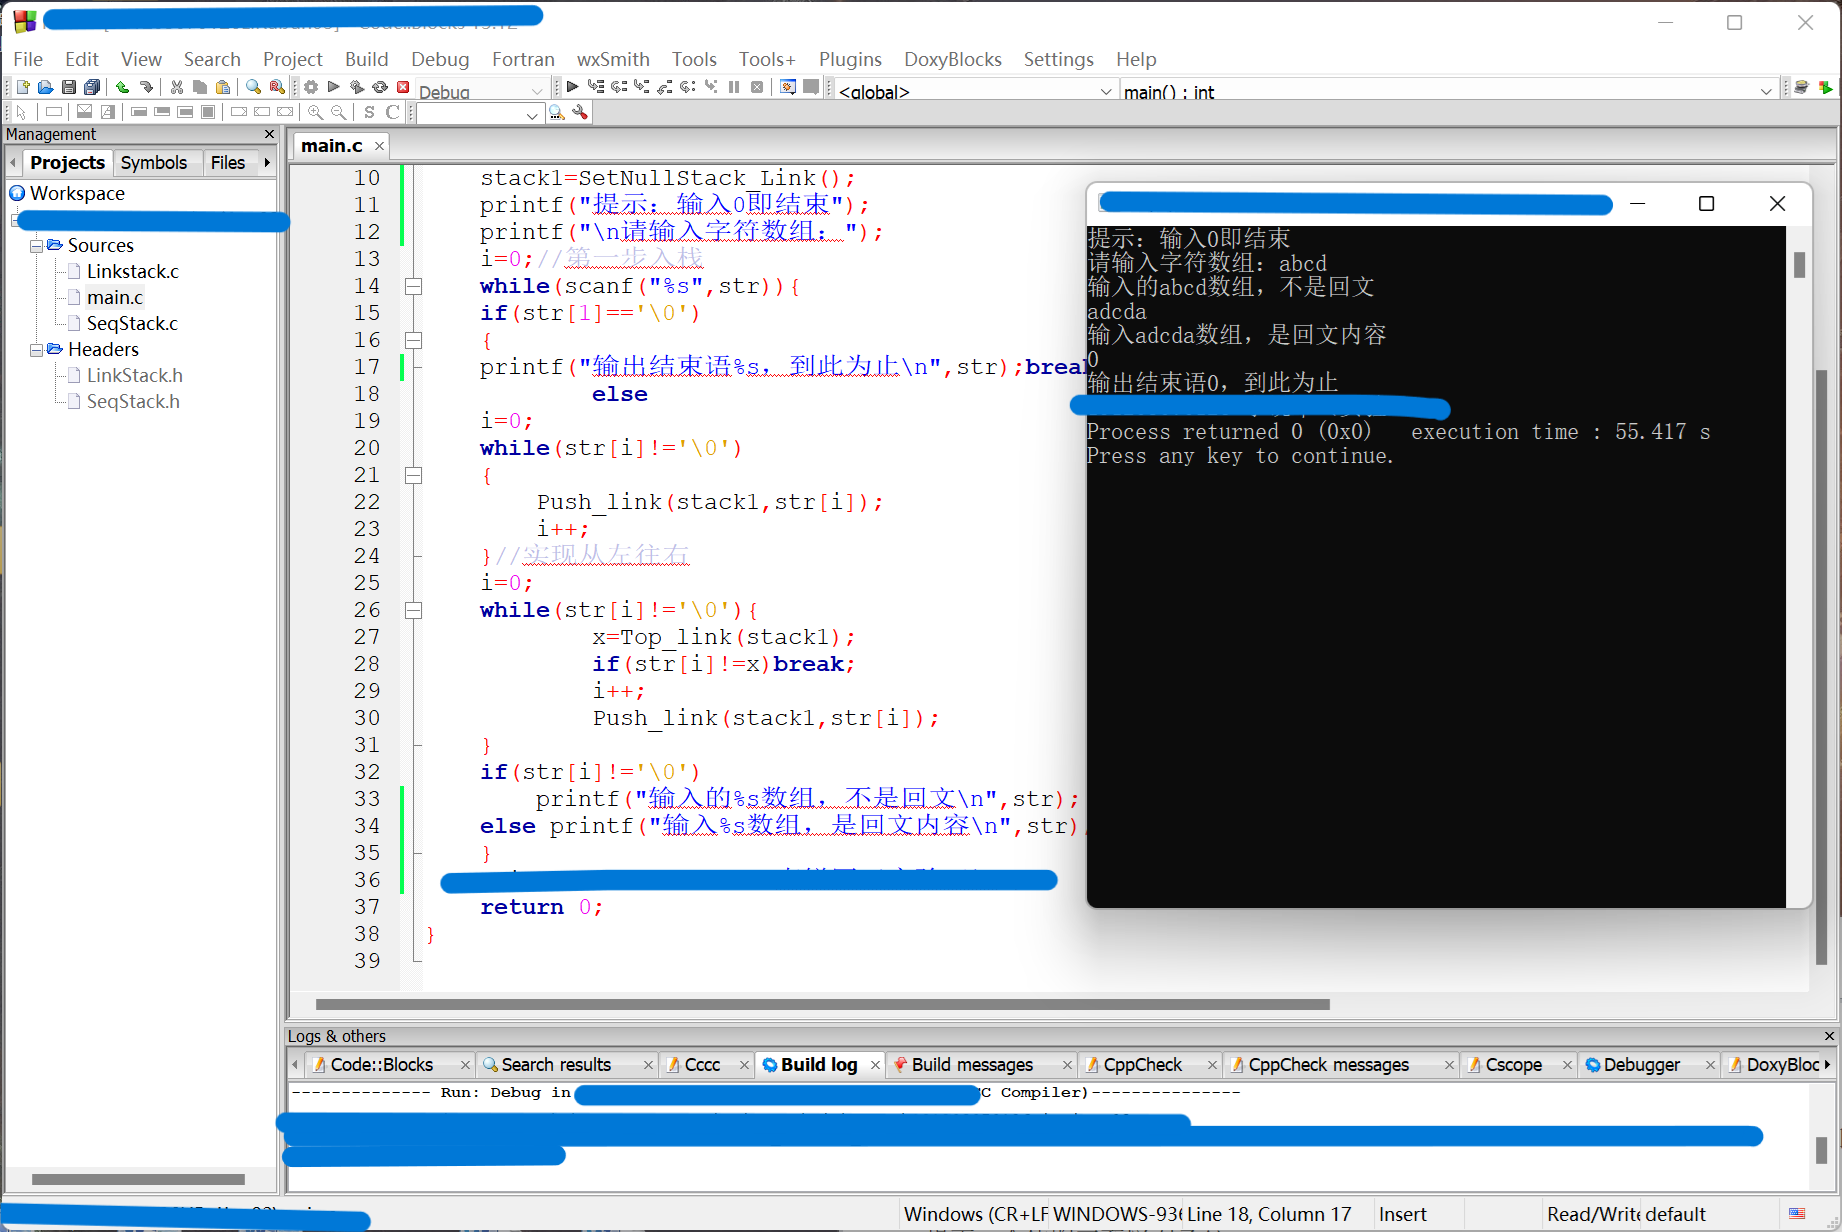 File Edit View Search Project Build Debug Fortran wxSmith Tools Tools+ Plugins DoxyBlocks Settings Help
Debug
<global>
main() : int
S C
Management
Projects Symbols Files
Workspace
Sources
Linkstack.c
main.c
SeqStack.c
Headers
LinkStack.h
SeqStack.h
main.c
10 stack1=SetNullStack_Link();
11 printf("提示：输入0即结束");
12 printf("\n请输入字符数组：");
13 i=0;//第一步入栈
14 while(scanf("%s",str)){
15 if(str[1]=='\0')
16 {
17 printf("输出结束语%s，到此为止\n",str);brea
18 else
19 i=0;
20 while(str[i]!='\0')
21 {
22 Push_link(stack1,str[i]);
23 i++;
24 }//实现从左往右
25 i=0;
26 while(str[i]!='\0'){
27 x=Top_link(stack1);
28 if(str[i]!=x)break;
29 i++;
30 Push_link(stack1,str[i]);
31 }
32 if(str[i]!='\0')
33 printf("输入的%s数组，不是回文\n",str);
34 else printf("输入%s数组，是回文内容\n",str)
35 }
36
37 return 0;
38 }
39
提示：输入0即结束
请输入字符数组：abcd
输入的abcd数组，不是回文
adcda
输入adcda数组，是回文内容
0
输出结束语0，到此为止
Process returned 0 (0x0) execution time : 55.417 s
Press any key to continue.
Logs & others
Code::Blocks Search results Cccc Build log Build messages CppCheck CppCheck messages Cscope Debugger DoxyBloc
-------------- Run: Debug in C Compiler)---------------
Windows (CR+LF WINDOWS-936 Line 18, Column 17 Insert Read/Write default